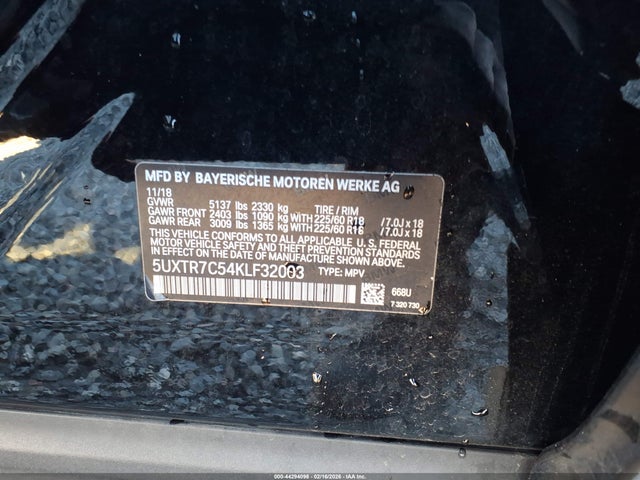 MFD BY BAYERISCHE MOTOREN WERKE AG
11/18
GVWR 5137 lbs 2330 kg TIRE / RIM
GAWR FRONT 2403 lbs 1090 kg WITH 225/60 R18 /7.0J x 18
GAWR REAR 3009 lbs 1365 kg WITH 225/60 R18 /7.0J x 18
THIS VEHICLE CONFORMS TO ALL APPLICABLE U.S. FEDERAL
MOTOR VEHICLE SAFETY, BUMPER, AND THEFT PREVENTION
STANDARDS IN EFFECT ON THE DATE OF MANUFACTURE SHOWN ABOVE.
5UXTR7C54KLF32003 TYPE: MPV
668U
7 320 730
000-44294098 - 02/16/2026 - IAA Inc.